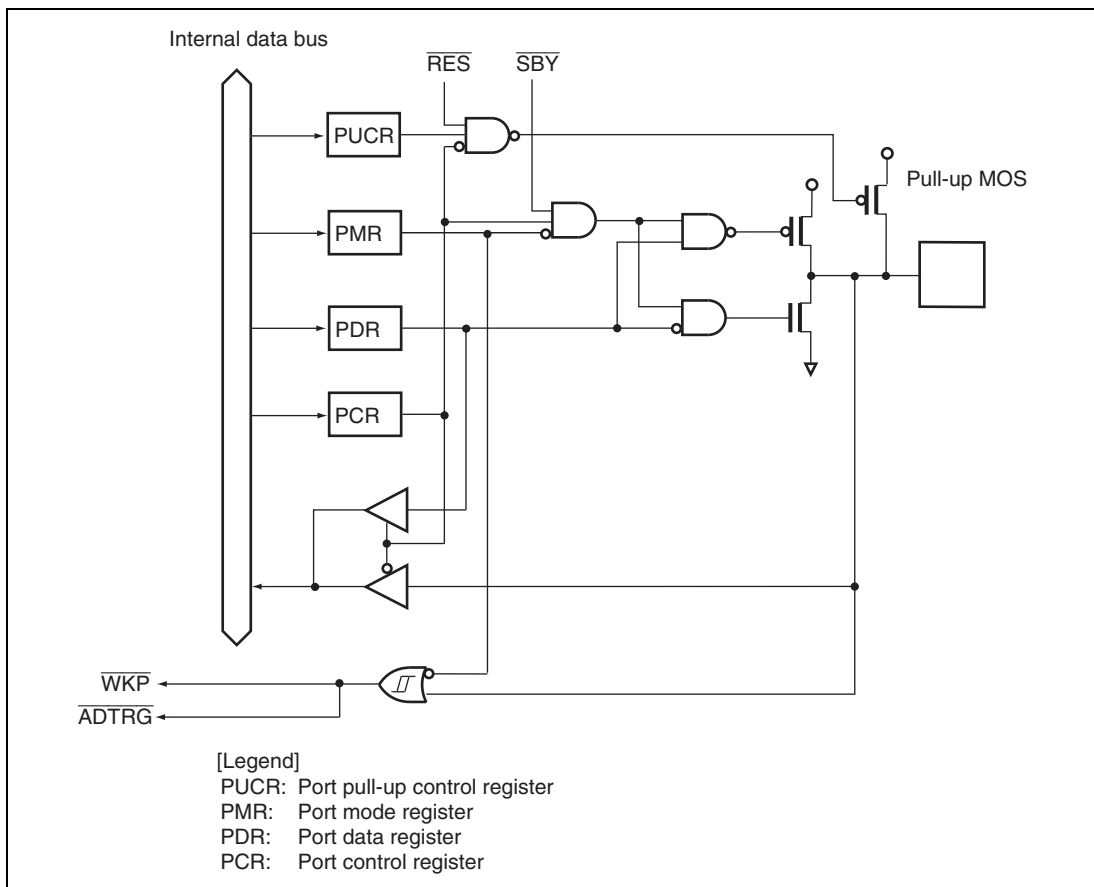 Internal data bus
RES
SBY
PUCR
Pull-up MOS
PMR
PDR
PCR
WKP
ADTRG
[Legend]
PUCR: Port pull-up control register
PMR: Port mode register
PDR: Port data register
PCR: Port control register